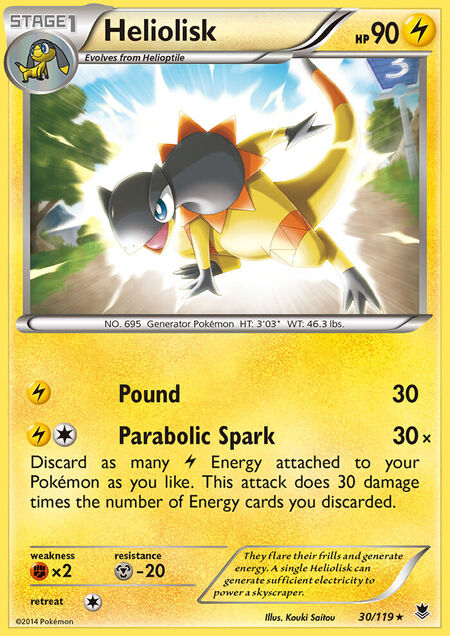 STAGE1
Heliolisk
HP 90
Evolves from Helioptile
3
NO. 695 Generator Pokémon HT: 3'03" WT: 46.3 lbs.
Pound 30
Parabolic Spark 30×
Discard as many Energy attached to your
Pokémon as you like. This attack does 30 damage
times the number of Energy cards you discarded.
weakness
×2
resistance
-20
retreat
They flare their frills and generate
energy. A single Heliolisk can
generate sufficient electricity to
power a skyscraper.
Illus. Kouki Saitou
30/119 ★
©2014 Pokémon